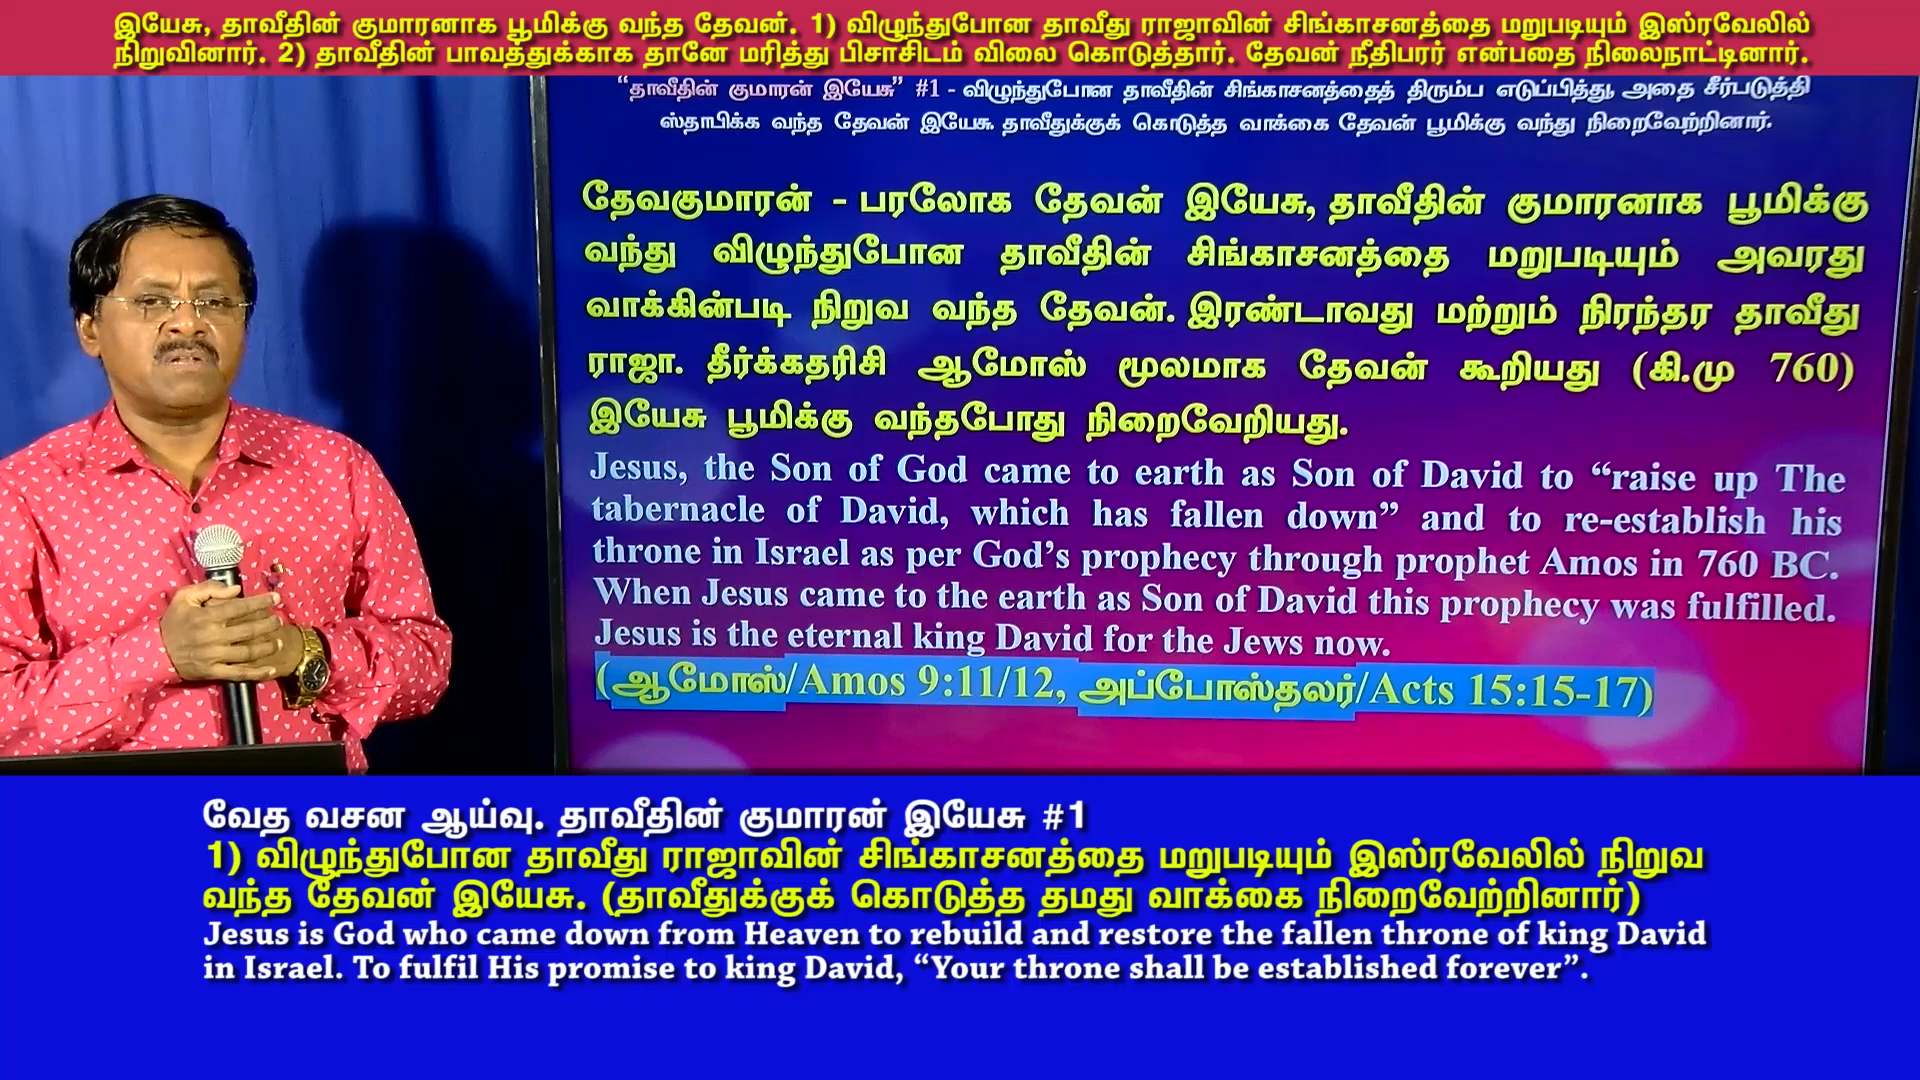 இயேசு, தாவீதின் குமாரனாக பூமிக்கு வந்த தேவன். 1) விழுந்துபோன தாவீது ராஜாவின் சிங்காசனத்தை மறுபடியும் இஸ்ரவேலில்
நிறுவினார். 2) தாவீதின் பாவத்துக்காக தானே மரித்து பிசாசிடம் விலை கொடுத்தார். தேவன் நீதிபரர் என்பதை நிலைநாட்டினார்.
“தாவீதின் குமாரன் இயேசு” #1 - விழுந்துபோன தாவீதின் சிங்காசனத்தைத் திரும்ப எடுப்பித்து, அதை சீர்படுத்தி
ஸ்தாபிக்க வந்த தேவன் இயேசு. தாவீதுக்குக் கொடுத்த வாக்கை தேவன் பூமிக்கு வந்து நிறைவேற்றினார்.
தேவகுமாரன் - பரலோக தேவன் இயேசு, தாவீதின் குமாரனாக பூமிக்கு
வந்து விழுந்துபோன தாவீதின் சிங்காசனத்தை மறுபடியும் அவரது
வாக்கின்படி நிறுவ வந்த தேவன். இரண்டாவது மற்றும் நிரந்தர தாவீது
ராஜா. தீர்க்கதரிசி ஆமோஸ் மூலமாக தேவன் கூறியது (கி.மு 760)
இயேசு பூமிக்கு வந்தபோது நிறைவேறியது.
Jesus, the Son of God came to earth as Son of David to “raise up The
tabernacle of David, which has fallen down” and to re-establish his
throne in Israel as per God’s prophecy through prophet Amos in 760 BC.
When Jesus came to the earth as Son of David this prophecy was fulfilled.
Jesus is the eternal king David for the Jews now.
(ஆமோஸ்/Amos 9:11/12, அப்போஸ்தலர்/Acts 15:15-17)
வேத வசன ஆய்வு. தாவீதின் குமாரன் இயேசு #1
1) விழுந்துபோன தாவீது ராஜாவின் சிங்காசனத்தை மறுபடியும் இஸ்ரவேலில் நிறுவ
வந்த தேவன் இயேசு. (தாவீதுக்குக் கொடுத்த தமது வாக்கை நிறைவேற்றினார்)
Jesus is God who came down from Heaven to rebuild and restore the fallen throne of king David
in Israel. To fulfil His promise to king David, “Your throne shall be established forever”.